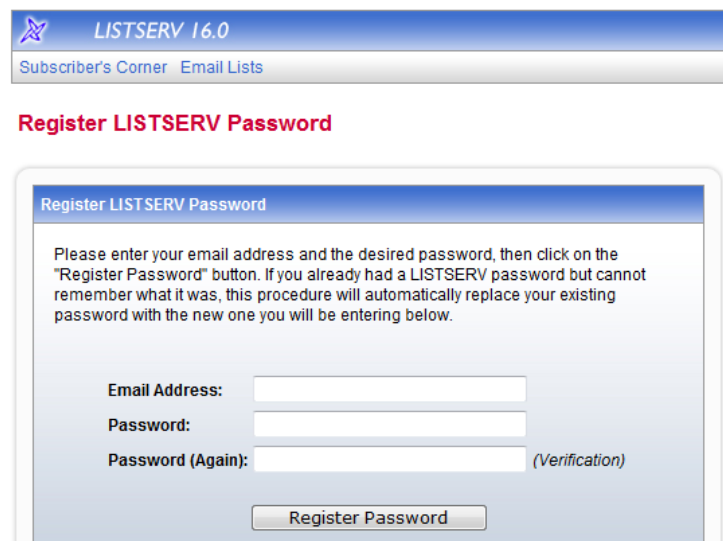 LISTSERV 16.0
Subscriber's Corner Email Lists
Register LISTSERV Password
Register LISTSERV Password
Please enter your email address and the desired password, then click on the
"Register Password" button. If you already had a LISTSERV password but cannot
remember what it was, this procedure will automatically replace your existing
password with the new one you will be entering below.
Email Address:
Password:
Password (Again): (Verification)
Register Password